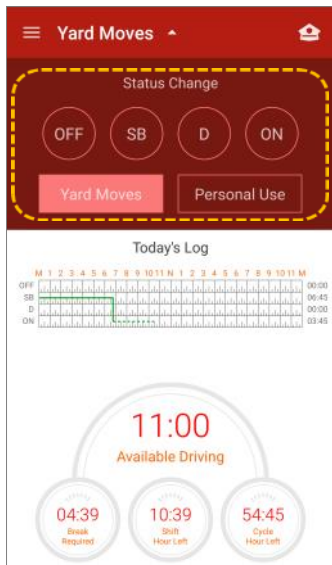 Yard Moves
Status Change
OFF SB D ON
Yard Moves Personal Use
Today's Log
M 1 2 3 4 5 6 7 8 9 10 11 N 1 2 3 4 5 6 7 8 9 10 11 M
OFF 00:00
SB 06:45
D 00:00
ON 03:45
11:00
Available Driving
04:39 10:39 54:45
Break Shift Cycle
Required Hour Left Hour Left